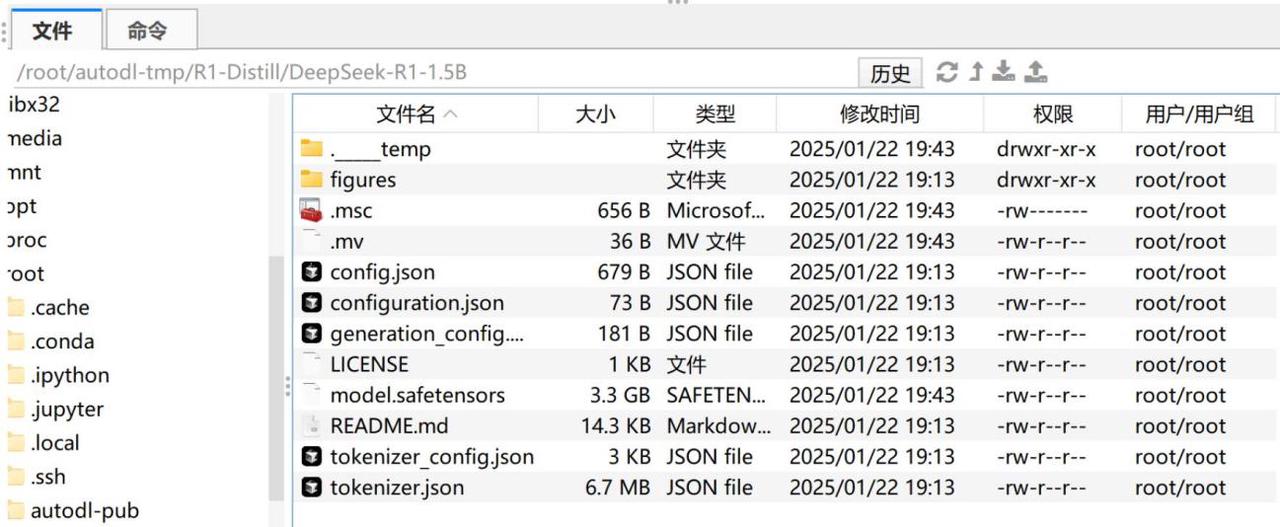 文件 命令
/root/autodl-tmp/R1-Distill/DeepSeek-R1-1.5B 历史
ibx32
media
mnt
opt
proc
root
.cache
.conda
.ipython
.jupyter
.local
.ssh
autodl-pub
文件名 大小 类型 修改时间 权限 用户/用户组
._____temp 文件夹 2025/01/22 19:43 drwxr-xr-x root/root
figures 文件夹 2025/01/22 19:13 drwxr-xr-x root/root
.msc 656 B Microsof... 2025/01/22 19:43 -rw------- root/root
.mv 36 B MV 文件 2025/01/22 19:43 -rw-r--r-- root/root
config.json 679 B JSON file 2025/01/22 19:13 -rw-r--r-- root/root
configuration.json 73 B JSON file 2025/01/22 19:13 -rw-r--r-- root/root
generation_config.... 181 B JSON file 2025/01/22 19:13 -rw-r--r-- root/root
LICENSE 1 KB 文件 2025/01/22 19:13 -rw-r--r-- root/root
model.safetensors 3.3 GB SAFETEN... 2025/01/22 19:43 -rw-r--r-- root/root
README.md 14.3 KB Markdow... 2025/01/22 19:13 -rw-r--r-- root/root
tokenizer_config.json 3 KB JSON file 2025/01/22 19:13 -rw-r--r-- root/root
tokenizer.json 6.7 MB JSON file 2025/01/22 19:13 -rw-r--r-- root/root